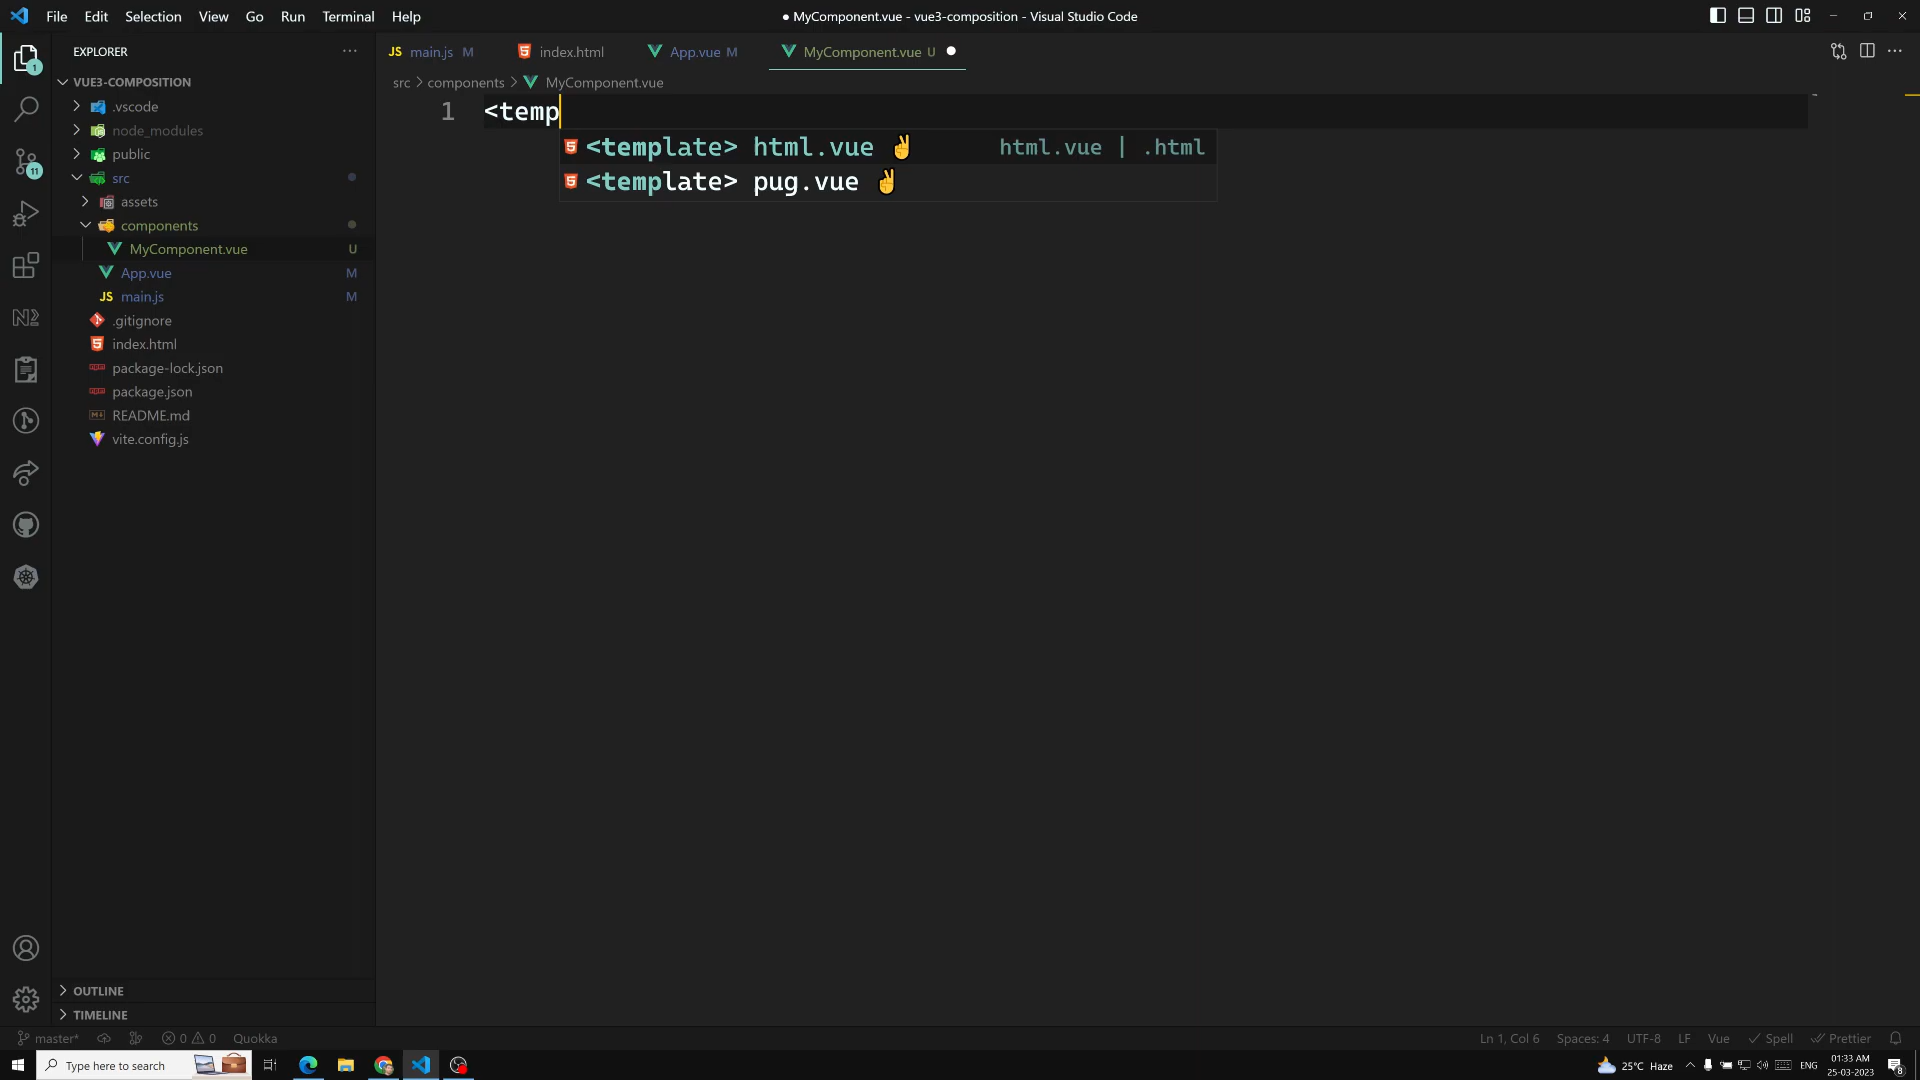 File Edit Selection View Go Run Terminal Help
● MyComponent.vue - vue3-composition - Visual Studio Code
EXPLORER
JS main.js M
index.html
App.vue M
MyComponent.vue U
VUE3-COMPOSITION
src > components > MyComponent.vue
.vscode
node_modules
public
src
assets
components
MyComponent.vue U
App.vue M
JS main.js M
.gitignore
index.html
package-lock.json
package.json
README.md
vite.config.js
1
11
1 <temp
<template> html.vue ✌ html.vue | .html
<template> pug.vue ✌
OUTLINE
TIMELINE
master* 0 0 Quokka
Ln 1, Col 6 Spaces: 4 UTF-8 LF Vue Spell Prettier
Type here to search
25°C Haze
ENG
01:33 AM
25-03-2023
8